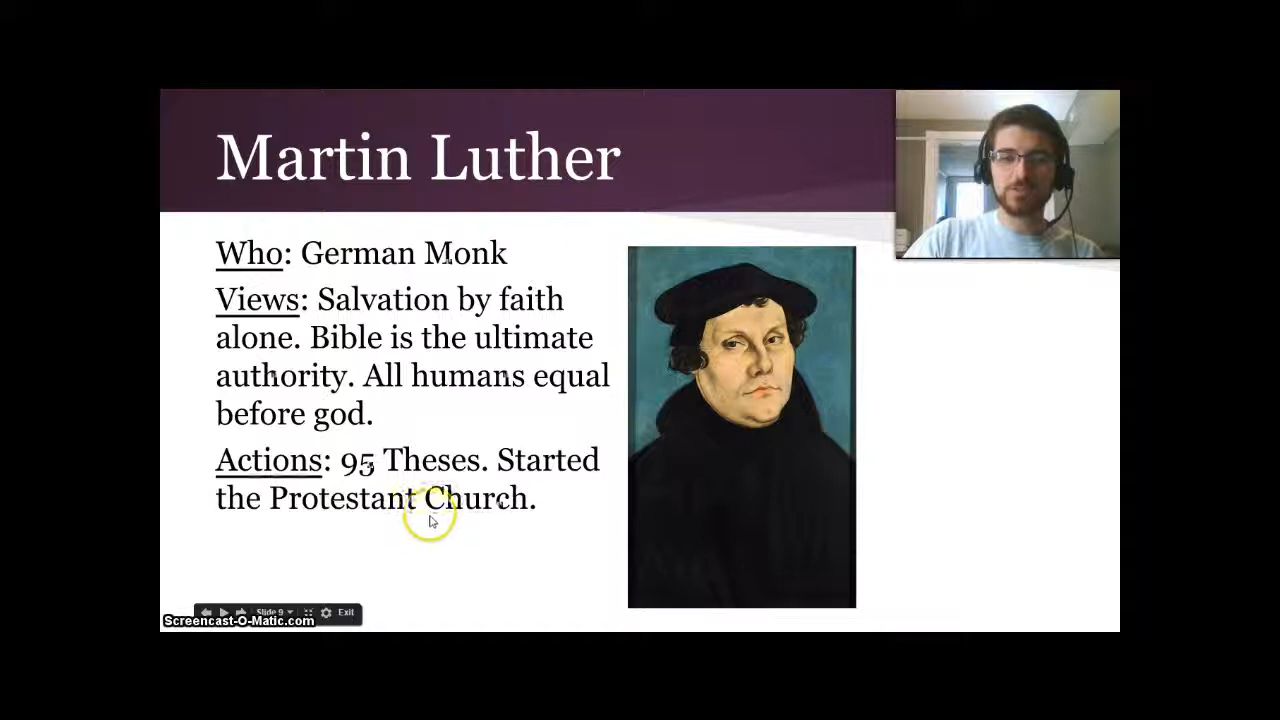 Martin Luther
Who: German Monk
Views: Salvation by faith
alone. Bible is the ultimate
authority. All humans equal
before god.
Actions: 95 Theses. Started
the Protestant Church.
Slide 9
Exit
Screencast-O-Matic.com